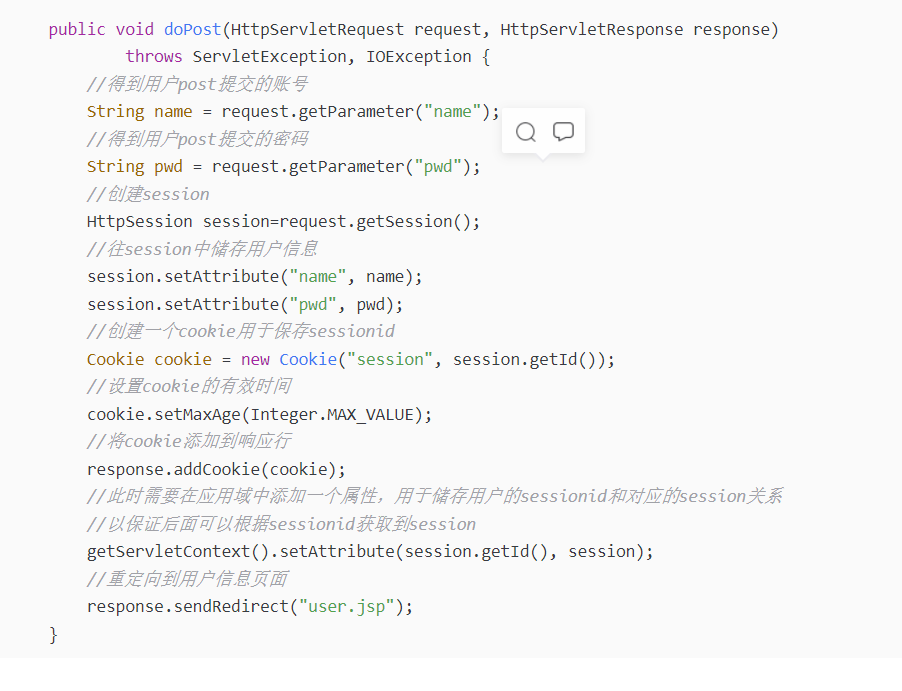 public void doPost(HttpServletRequest request, HttpServletResponse response)
throws ServletException, IOException {
//得到用户post提交的账号
String name = request.getParameter("name");
//得到用户post提交的密码
String pwd = request.getParameter("pwd");
//创建session
HttpSession session=request.getSession();
//往session中储存用户信息
session.setAttribute("name", name);
session.setAttribute("pwd", pwd);
//创建一个cookie用于保存sessionid
Cookie cookie = new Cookie("session", session.getId());
//设置cookie的有效时间
cookie.setMaxAge(Integer.MAX_VALUE);
//将cookie添加到响应行
response.addCookie(cookie);
//此时需要在应用域中添加一个属性，用于储存用户的sessionid和对应的session关系
//以保证后面可以根据sessionid获取到session
getServletContext().setAttribute(session.getId(), session);
//重定向到用户信息页面
response.sendRedirect("user.jsp");
}